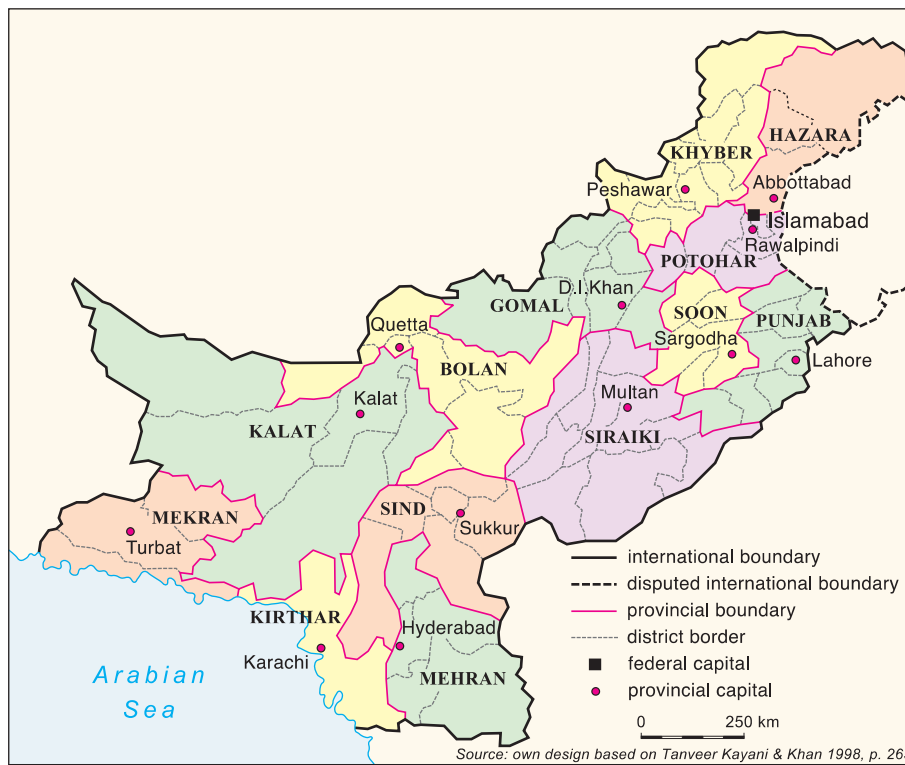 HAZARA
KHYBER
Abbottabad
Peshawar
Islamabad
Rawalpindi
POTOHAR
D.I.Khan
GOMAL
SOON
PUNJAB
Quetta
Sargodha
Lahore
BOLAN
Kalat
Multan
KALAT
SIRAIKI
MEKRAN
SIND
Sukkur
Turbat
KIRTHAR
Hyderabad
Karachi
MEHRAN
Arabian
Sea
international boundary
disputed international boundary
provincial boundary
district border
federal capital
provincial capital
0 250 km
Source: own design based on Tanveer Kayani & Khan 1998, p. 26